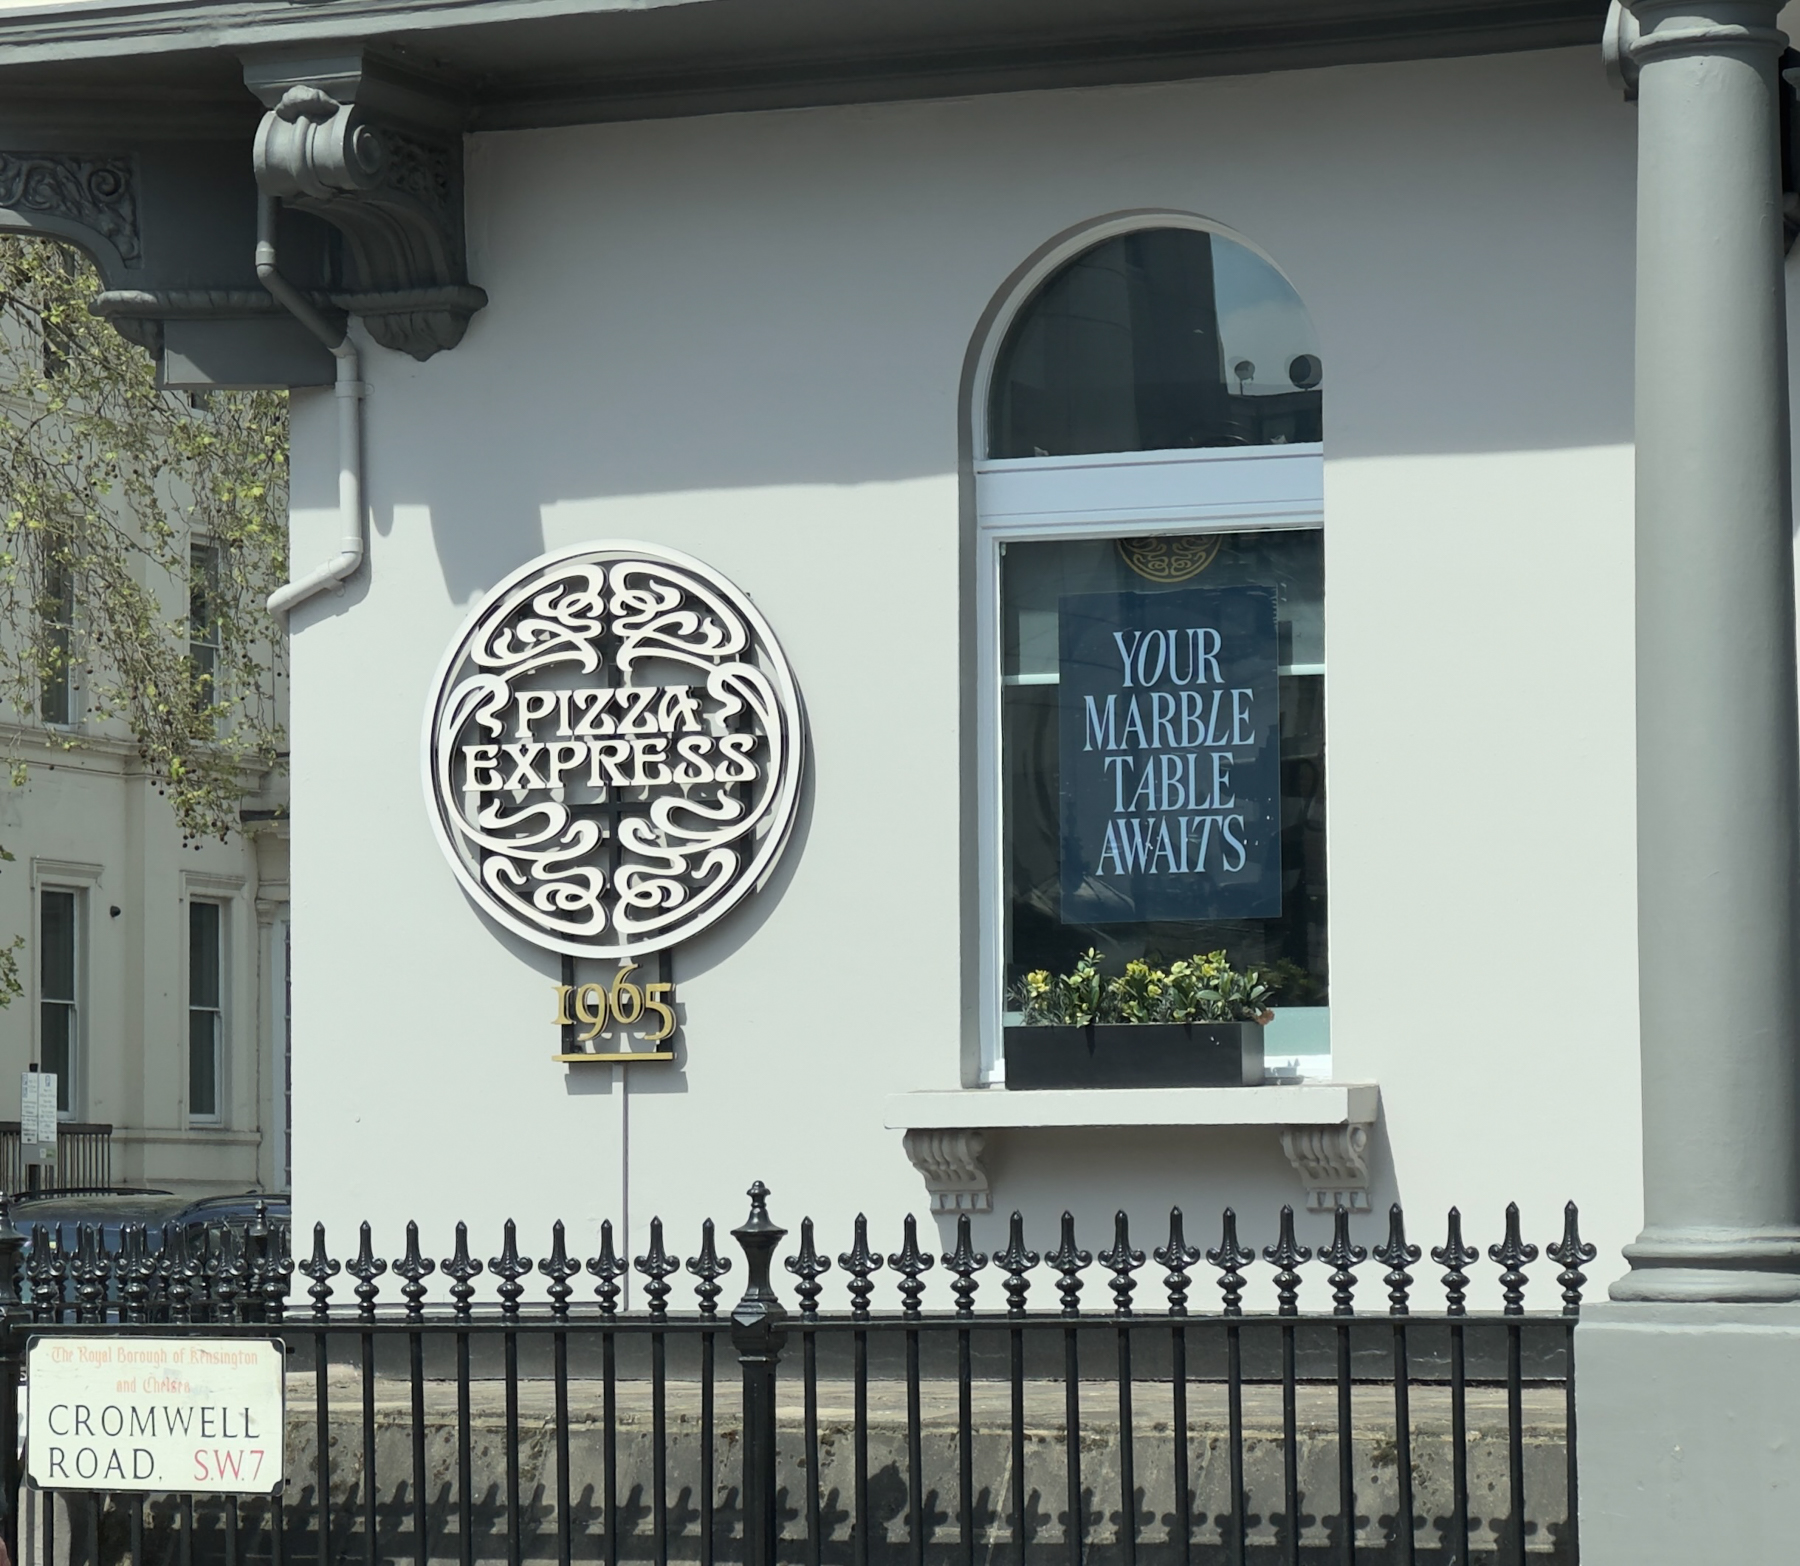 PIZZA
EXPRESS
1965
YOUR
MARBLE
TABLE
AWAITS
The Royal Borough of Kensington
and Chelsea
CROMWELL
ROAD, S.W.7